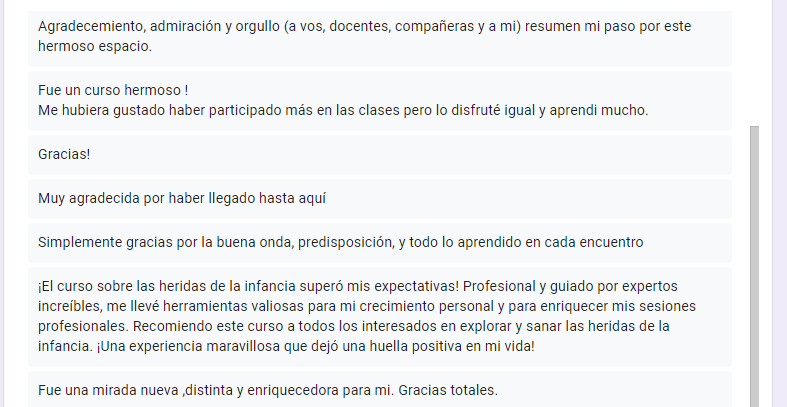 Agradecemiento, admiración y orgullo (a vos, docentes, compañeras y a mi) resumen mi paso por este
hermoso espacio.
Fue un curso hermoso !
Me hubiera gustado haber participado más en las clases pero lo disfruté igual y aprendi mucho.
Gracias!
Muy agradecida por haber llegado hasta aquí
Simplemente gracias por la buena onda, predisposición, y todo lo aprendido en cada encuentro
¡El curso sobre las heridas de la infancia superó mis expectativas! Profesional y guiado por expertos
increíbles, me llevé herramientas valiosas para mi crecimiento personal y para enriquecer mis sesiones
profesionales. Recomiendo este curso a todos los interesados en explorar y sanar las heridas de la
infancia. ¡Una experiencia maravillosa que dejó una huella positiva en mi vida!
Fue una mirada nueva ,distinta y enriquecedora para mi. Gracias totales.